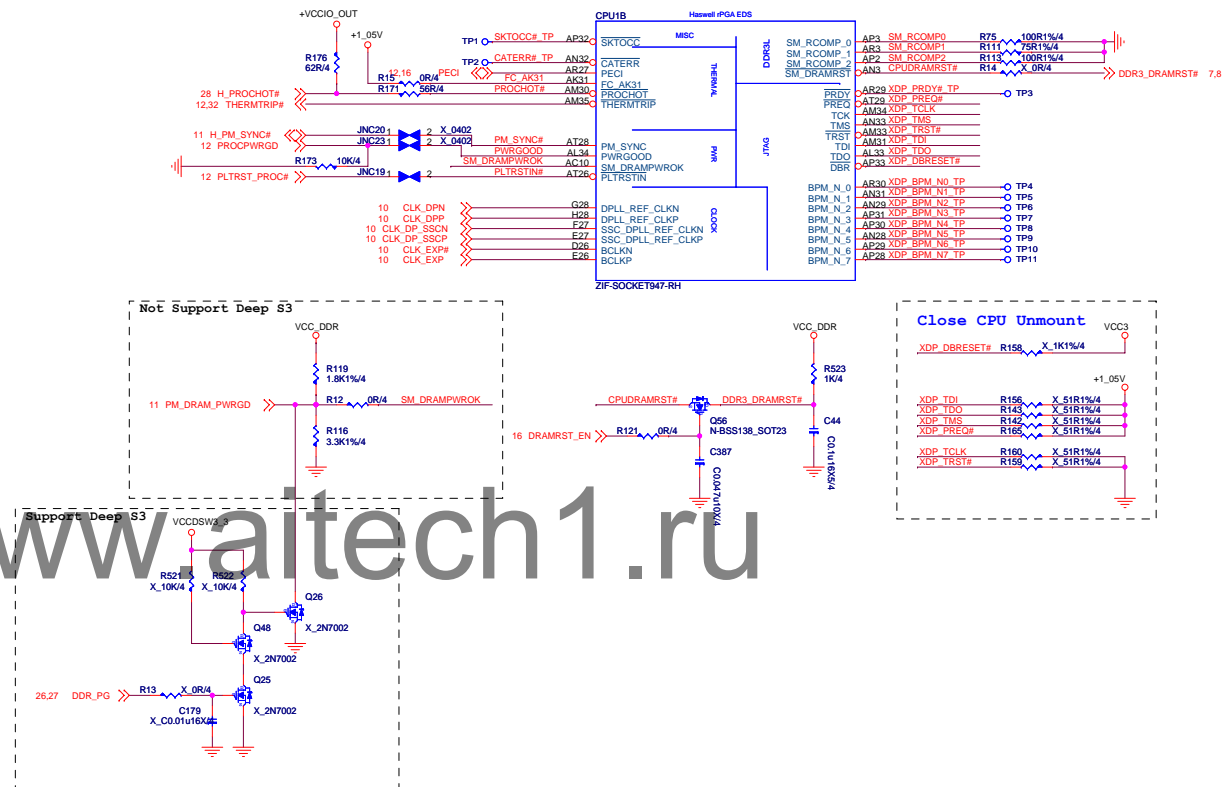 +VCCIO_OUT
+1_05V
R176
62R/4
CPU1B
Haswell rPGA EDS
TP1 SKTOCC#_TP AP32 SKTOCC
MISC
TP2 CATERR#_TP AN32 CATERR
12,16 PECI AR27 PECI
R15 0R/4 FC_AK31 AK31 FC_AK31
28 H_PROCHOT# R171 56R/4 PROCHOT# AM30 PROCHOT
12,32 THERMTRIP# AM35 THERMTRIP
THERMAL
DDR3L
SM_RCOMP_0 AP3 SM_RCOMP0 R75 100R1%/4
SM_RCOMP_1 AR3 SM_RCOMP1 R111 75R1%/4
SM_RCOMP_2 AP2 SM_RCOMP2 R113 100R1%/4
SM_DRAMRST AN3 CPUDRAMRST# R14 X_0R/4 DDR3_DRAMRST# 7,8
PRDY AR29 XDP_PRDY#_TP TP3
PREQ AT29 XDP_PREQ#
TCK AM34 XDP_TCLK
TMS AN33 XDP_TMS
TRST AM33 XDP_TRST#
TDI AM31 XDP_TDI
TDO AL33 XDP_TDO
DBR AP33 XDP_DBRESET#
JTAG
PWR
11 H_PM_SYNC# JNC20 1 2 X_0402 PM_SYNC# AT28 PM_SYNC
12 PROCPWRGD JNC23 1 2 X_0402 AL34 PWRGOOD
R173 10K/4 SM_DRAMPWROK AC10 SM_DRAMPWROK
12 PLTRST_PROC# JNC19 1 2 PLTRSTIN# AT26 PLTRSTIN
CLOCK
10 CLK_DPN G28 DPLL_REF_CLKN
10 CLK_DPP H28 DPLL_REF_CLKP
10 CLK_DP_SSCN F27 SSC_DPLL_REF_CLKN
10 CLK_DP_SSCP E27 SSC_DPLL_REF_CLKP
10 CLK_EXP# D26 BCLKN
10 CLK_EXP E26 BCLKP
BPM_N_0 AR30 XDP_BPM_N0_TP TP4
BPM_N_1 AN31 XDP_BPM_N1_TP TP5
BPM_N_2 AN29 XDP_BPM_N2_TP TP6
BPM_N_3 AP31 XDP_BPM_N3_TP TP7
BPM_N_4 AP30 XDP_BPM_N4_TP TP8
BPM_N_5 AN28 XDP_BPM_N5_TP TP9
BPM_N_6 AP29 XDP_BPM_N6_TP TP10
BPM_N_7 AP28 XDP_BPM_N7_TP TP11
ZIF-SOCKET947-RH
Not Support Deep S3
VCC_DDR
R119
1.8K1%/4
11 PM_DRAM_PWRGD R12 0R/4 SM_DRAMPWROK
R116
3.3K1%/4
VCC_DDR
R523
1K/4
CPUDRAMRST# DDR3_DRAMRST#
Q56
N-BSS138_SOT23
16 DRAMRST_EN R121 0R/4
C44
C0.1u16X5/4
C387
C0.047u10X/4
Close CPU Unmount
VCC3
XDP_DBRESET# R158 X_1K1%/4
+1_05V
XDP_TDI R156 X_51R1%/4
XDP_TDO R143 X_51R1%/4
XDP_TMS R142 X_51R1%/4
XDP_PREQ# R165 X_51R1%/4
XDP_TCLK R160 X_51R1%/4
XDP_TRST# R159 X_51R1%/4
Support Deep S3
VCCDSW3_3
R521
X_10K/4
R522
X_10K/4
Q26
X_2N7002
Q48
X_2N7002
Q25
X_2N7002
26,27 DDR_PG R13 X_0R/4
C179
X_C0.01u16X/4
www.aitech1.ru